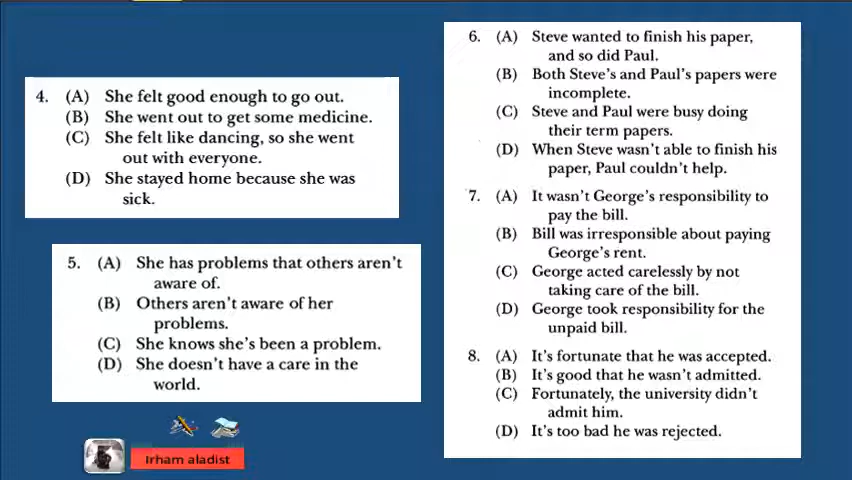 4. (A) She felt good enough to go out.
(B) She went out to get some medicine.
(C) She felt like dancing, so she went
out with everyone.
(D) She stayed home because she was
sick.
5. (A) She has problems that others aren't
aware of.
(B) Others aren't aware of her
problems.
(C) She knows she's been a problem.
(D) She doesn't have a care in the
world.
Irham aladist
6. (A) Steve wanted to finish his paper,
and so did Paul.
(B) Both Steve's and Paul's papers were
incomplete.
(C) Steve and Paul were busy doing
their term papers.
(D) When Steve wasn't able to finish his
paper, Paul couldn't help.
7. (A) It wasn't George's responsibility to
pay the bill.
(B) Bill was irresponsible about paying
George's rent.
(C) George acted carelessly by not
taking care of the bill.
(D) George took responsibility for the
unpaid bill.
8. (A) It's fortunate that he was accepted.
(B) It's good that he wasn't admitted.
(C) Fortunately, the university didn't
admit him.
(D) It's too bad he was rejected.